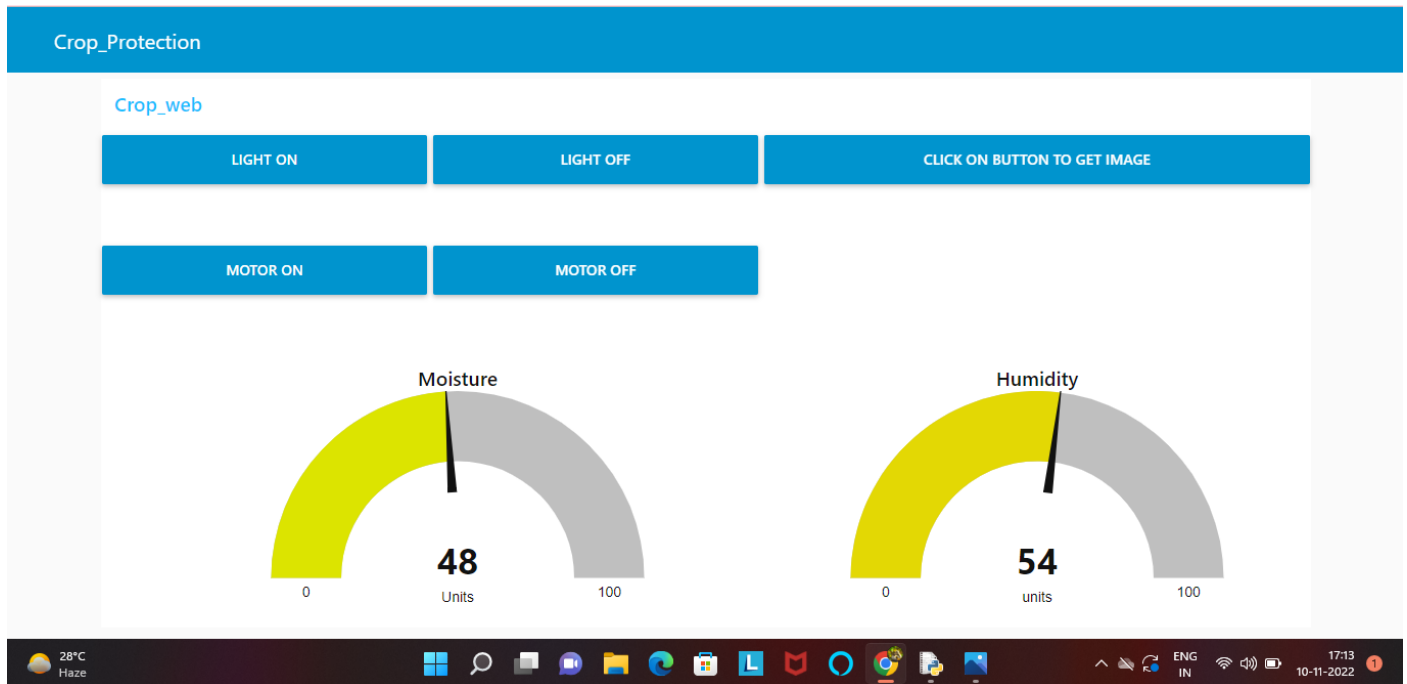 Crop_Protection
Crop_web
LIGHT ON
LIGHT OFF
CLICK ON BUTTON TO GET IMAGE
MOTOR ON
MOTOR OFF
Moisture
48
Units
0
100
Humidity
54
units
0
100
28°C
Haze
L
ENG
IN
17:13
10-11-2022
1